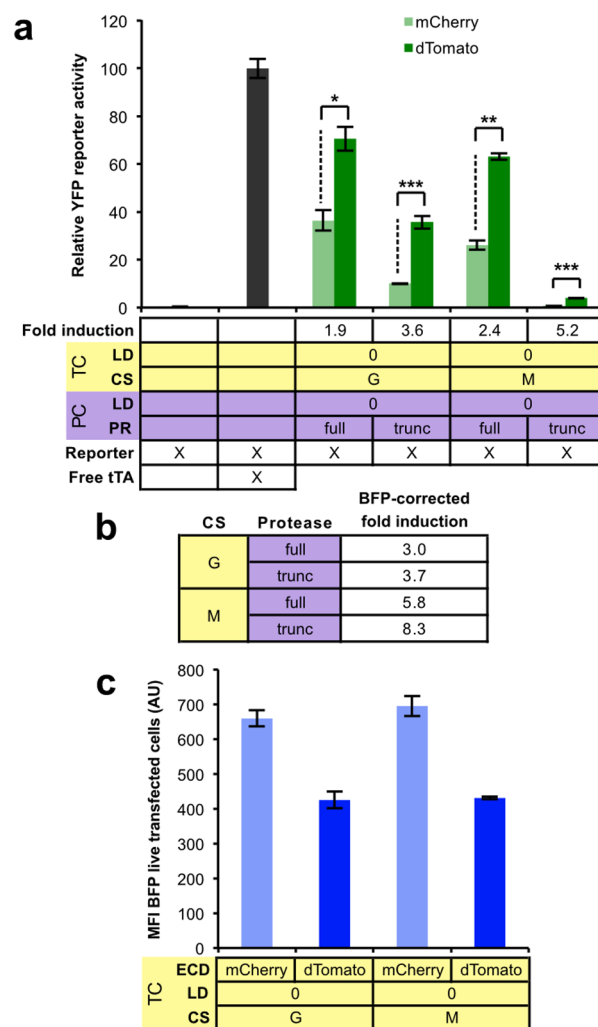 a
120
100
80
60
40
20
0
Relative YFP reporter activity
mCherry
dTomato
*
***
**
***
Fold induction 1.9 3.6 2.4 5.2
TC
LD 0 0
CS G M
PC
LD 0 0
PR full trunc full trunc
Reporter X X X X X X
Free tTA X
b
CS Protease BFP-corrected
fold induction
G full 3.0
trunc 3.7
M full 5.8
trunc 8.3
c
800
700
600
500
400
300
200
100
0
MFI BFP live transfected cells (AU)
TC
ECD mCherry dTomato mCherry dTomato
LD 0 0
CS G M